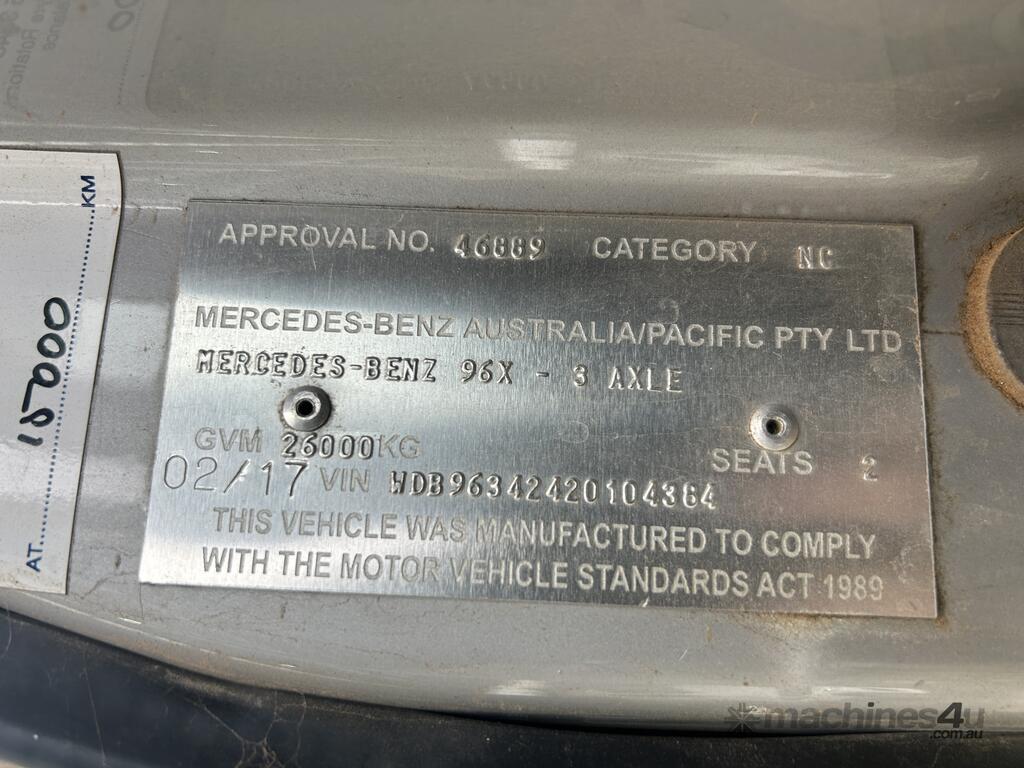 APPROVAL NO. 46889 CATEGORY NC
MERCEDES-BENZ AUSTRALIA/PACIFIC PTY LTD
MERCEDES-BENZ 96X - 3 AXLE
GVM 26000KG
SEATS 2
02/17 VIN WDB96342420104364
THIS VEHICLE WAS MANUFACTURED TO COMPLY
WITH THE MOTOR VEHICLE STANDARDS ACT 1989
AT KM
machines4u
.com.au